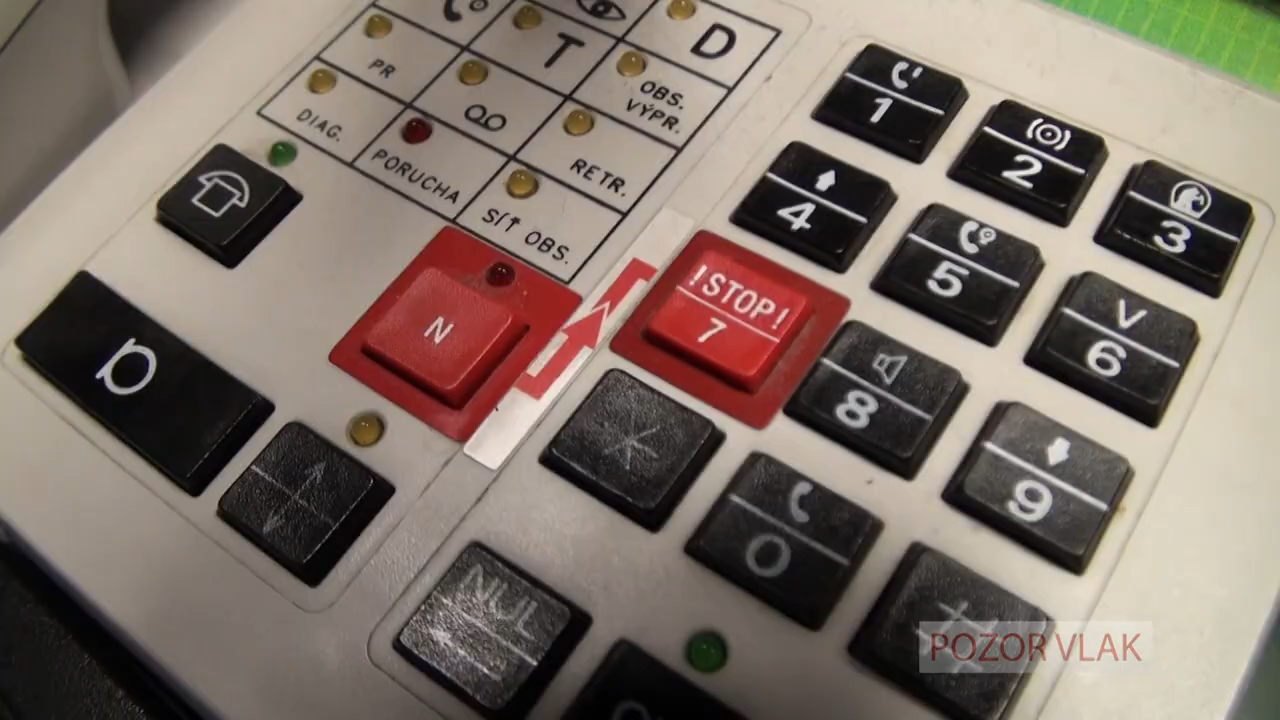 T
D
PR
OBS.
VÝPR.
DIAG.
PORUCHA
RETR.
SÍŤ OBS.
N
1
2
3
4
5
6
!STOP!
7
8
9
*
0
#
NUL
POZOR VLAK